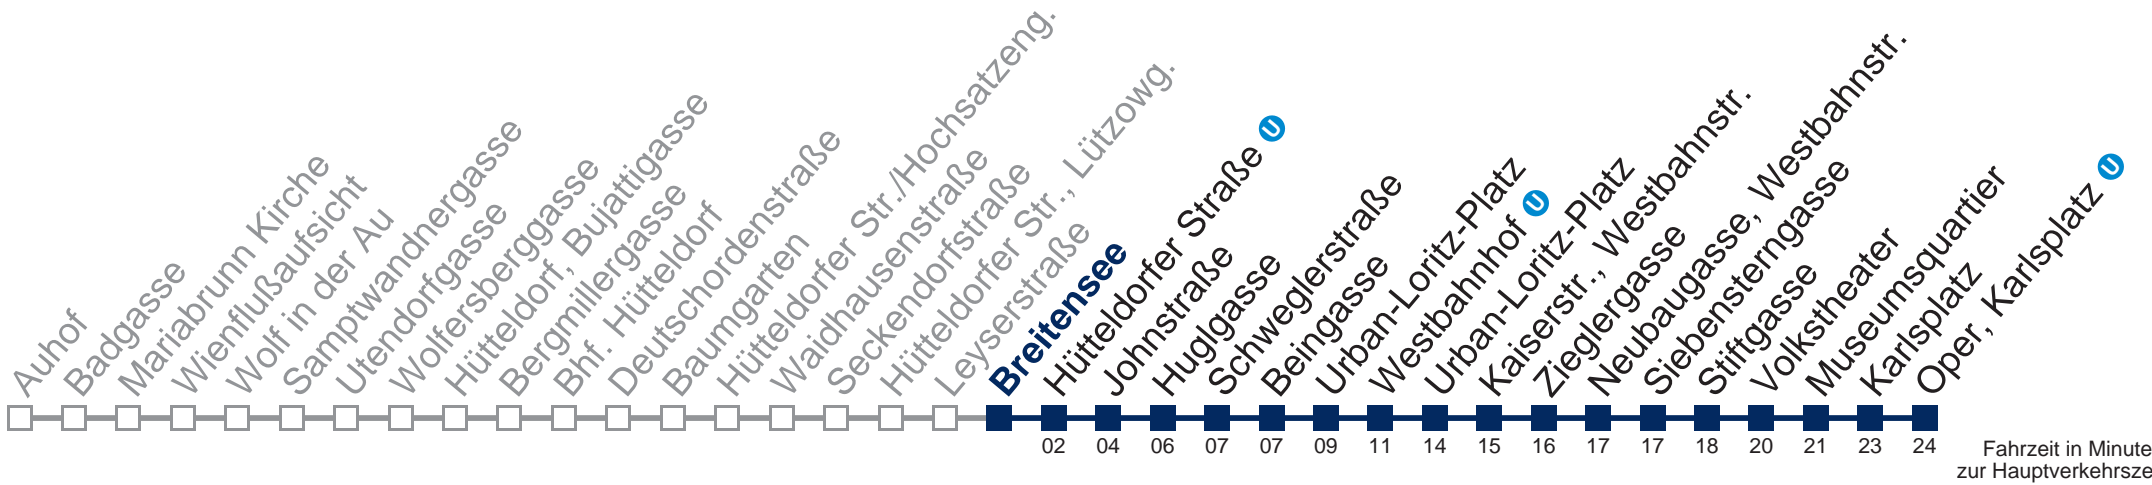 Auhof
Badgasse
Mariabrunn Kirche
Wienflußaufsicht
Wolf in der Au
Samptwandnergasse
Utendorfgasse
Wolfersberggasse
Hütteldorf, Bujattigasse
Bergmillergasse
Bhf. Hütteldorf
Deutschordenstraße
Baumgarten
Hütteldorfer Str./Hochsatzeng.
Waidhausenstraße
Seckendorfstraße
Hütteldorfer Str., Lützowg.
Leyserstraße
Breitensee
Hütteldorfer Straße U
Johnstraße
Huglgasse
Schweglerstraße
Beingasse
Urban-Loritz-Platz
Westbahnhof U
Urban-Loritz-Platz
Kaiserstr., Westbahnstr.
Zieglergasse
Neubaugasse, Westbahnstr.
Siebensterngasse
Stiftgasse
Volkstheater
Museumsquartier
Karlsplatz
Oper, Karlsplatz U
02 04 06 07 07 09 11 14 15 16 17 17 18 20 21 23 24
Fahrzeit in Minute
zur Hauptverkehrsze